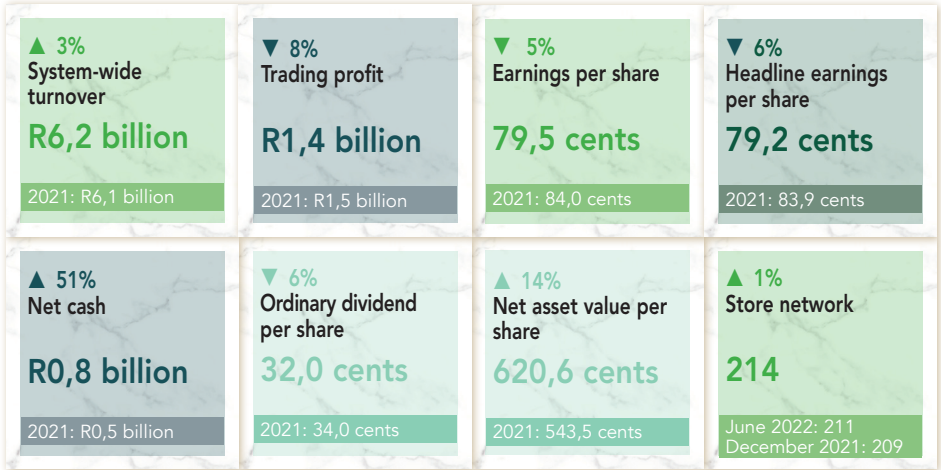 ▲ 3%
System-wide
turnover
R6,2 billion
2021: R6,1 billion
▼ 8%
Trading profit
R1,4 billion
2021: R1,5 billion
▼ 5%
Earnings per share
79,5 cents
2021: 84,0 cents
▼ 6%
Headline earnings
per share
79,2 cents
2021: 83,9 cents
▲ 51%
Net cash
R0,8 billion
2021: R0,5 billion
▼ 6%
Ordinary dividend
per share
32,0 cents
2021: 34,0 cents
▲ 14%
Net asset value per
share
620,6 cents
2021: 543,5 cents
▲ 1%
Store network
214
June 2022: 211
December 2021: 209